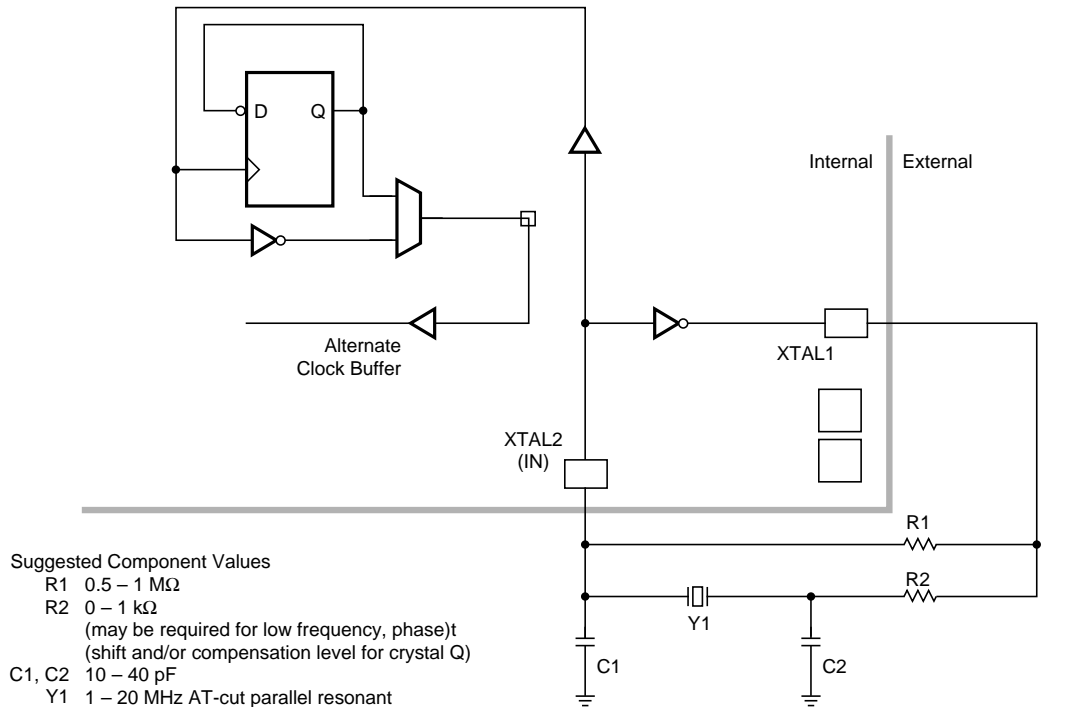 D Q
Internal External
Alternate
Clock Buffer
XTAL1
XTAL2
(IN)
R1
R2
Y1
C1
C2
Suggested Component Values
R1 0.5 – 1 MΩ
R2 0 – 1 kΩ
(may be required for low frequency, phase)t
(shift and/or compensation level for crystal Q)
C1, C2 10 – 40 pF
Y1 1 – 20 MHz AT-cut parallel resonant